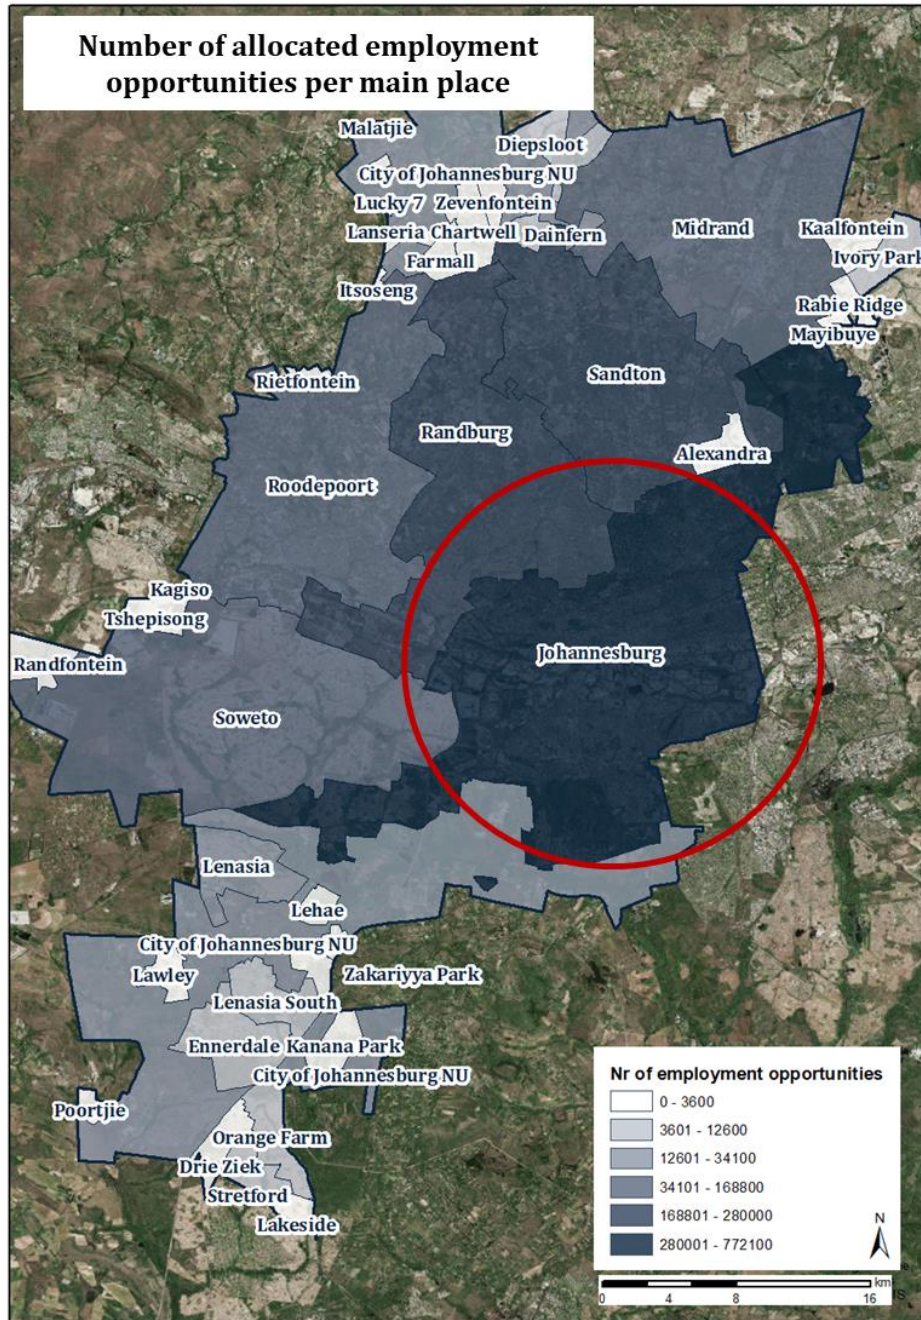 Number of allocated employment
opportunities per main place
Malatjie
Diepsloot
City of Johannesburg NU
Lucky 7
Zevenfontein
Lanseria
Chartwell
Dainfern
Midrand
Kaalfontein
Farmall
Ivory Park
Itsoseng
Rabie Ridge
Mayibuye
Rietfontein
Sandton
Randburg
Alexandra
Roodepoort
Kagiso
Tshepisong
Johannesburg
Randfontein
Soweto
Lenasia
Lehae
City of Johannesburg NU
Lawley
Zakariyya Park
Lenasia South
Ennerdale
Kanana Park
City of Johannesburg NU
Poortjie
Orange Farm
Drie Ziek
Stretford
Lakeside
Nr of employment opportunities
0 - 3600
3601 - 12600
12601 - 34100
34101 - 168800
168801 - 280000
280001 - 772100
N
km
0 4 8 16